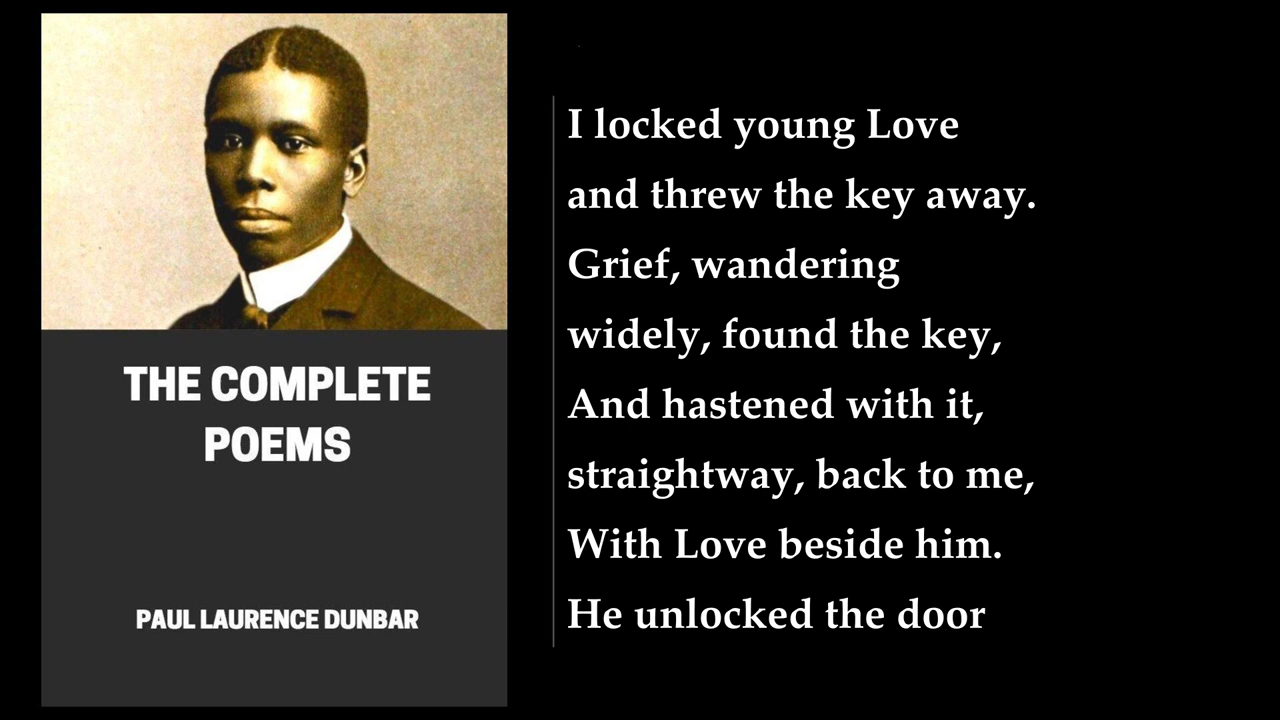 THE COMPLETE
POEMS
PAUL LAURENCE DUNBAR
I locked young Love
and threw the key away.
Grief, wandering
widely, found the key,
And hastened with it,
straightway, back to me,
With Love beside him.
He unlocked the door